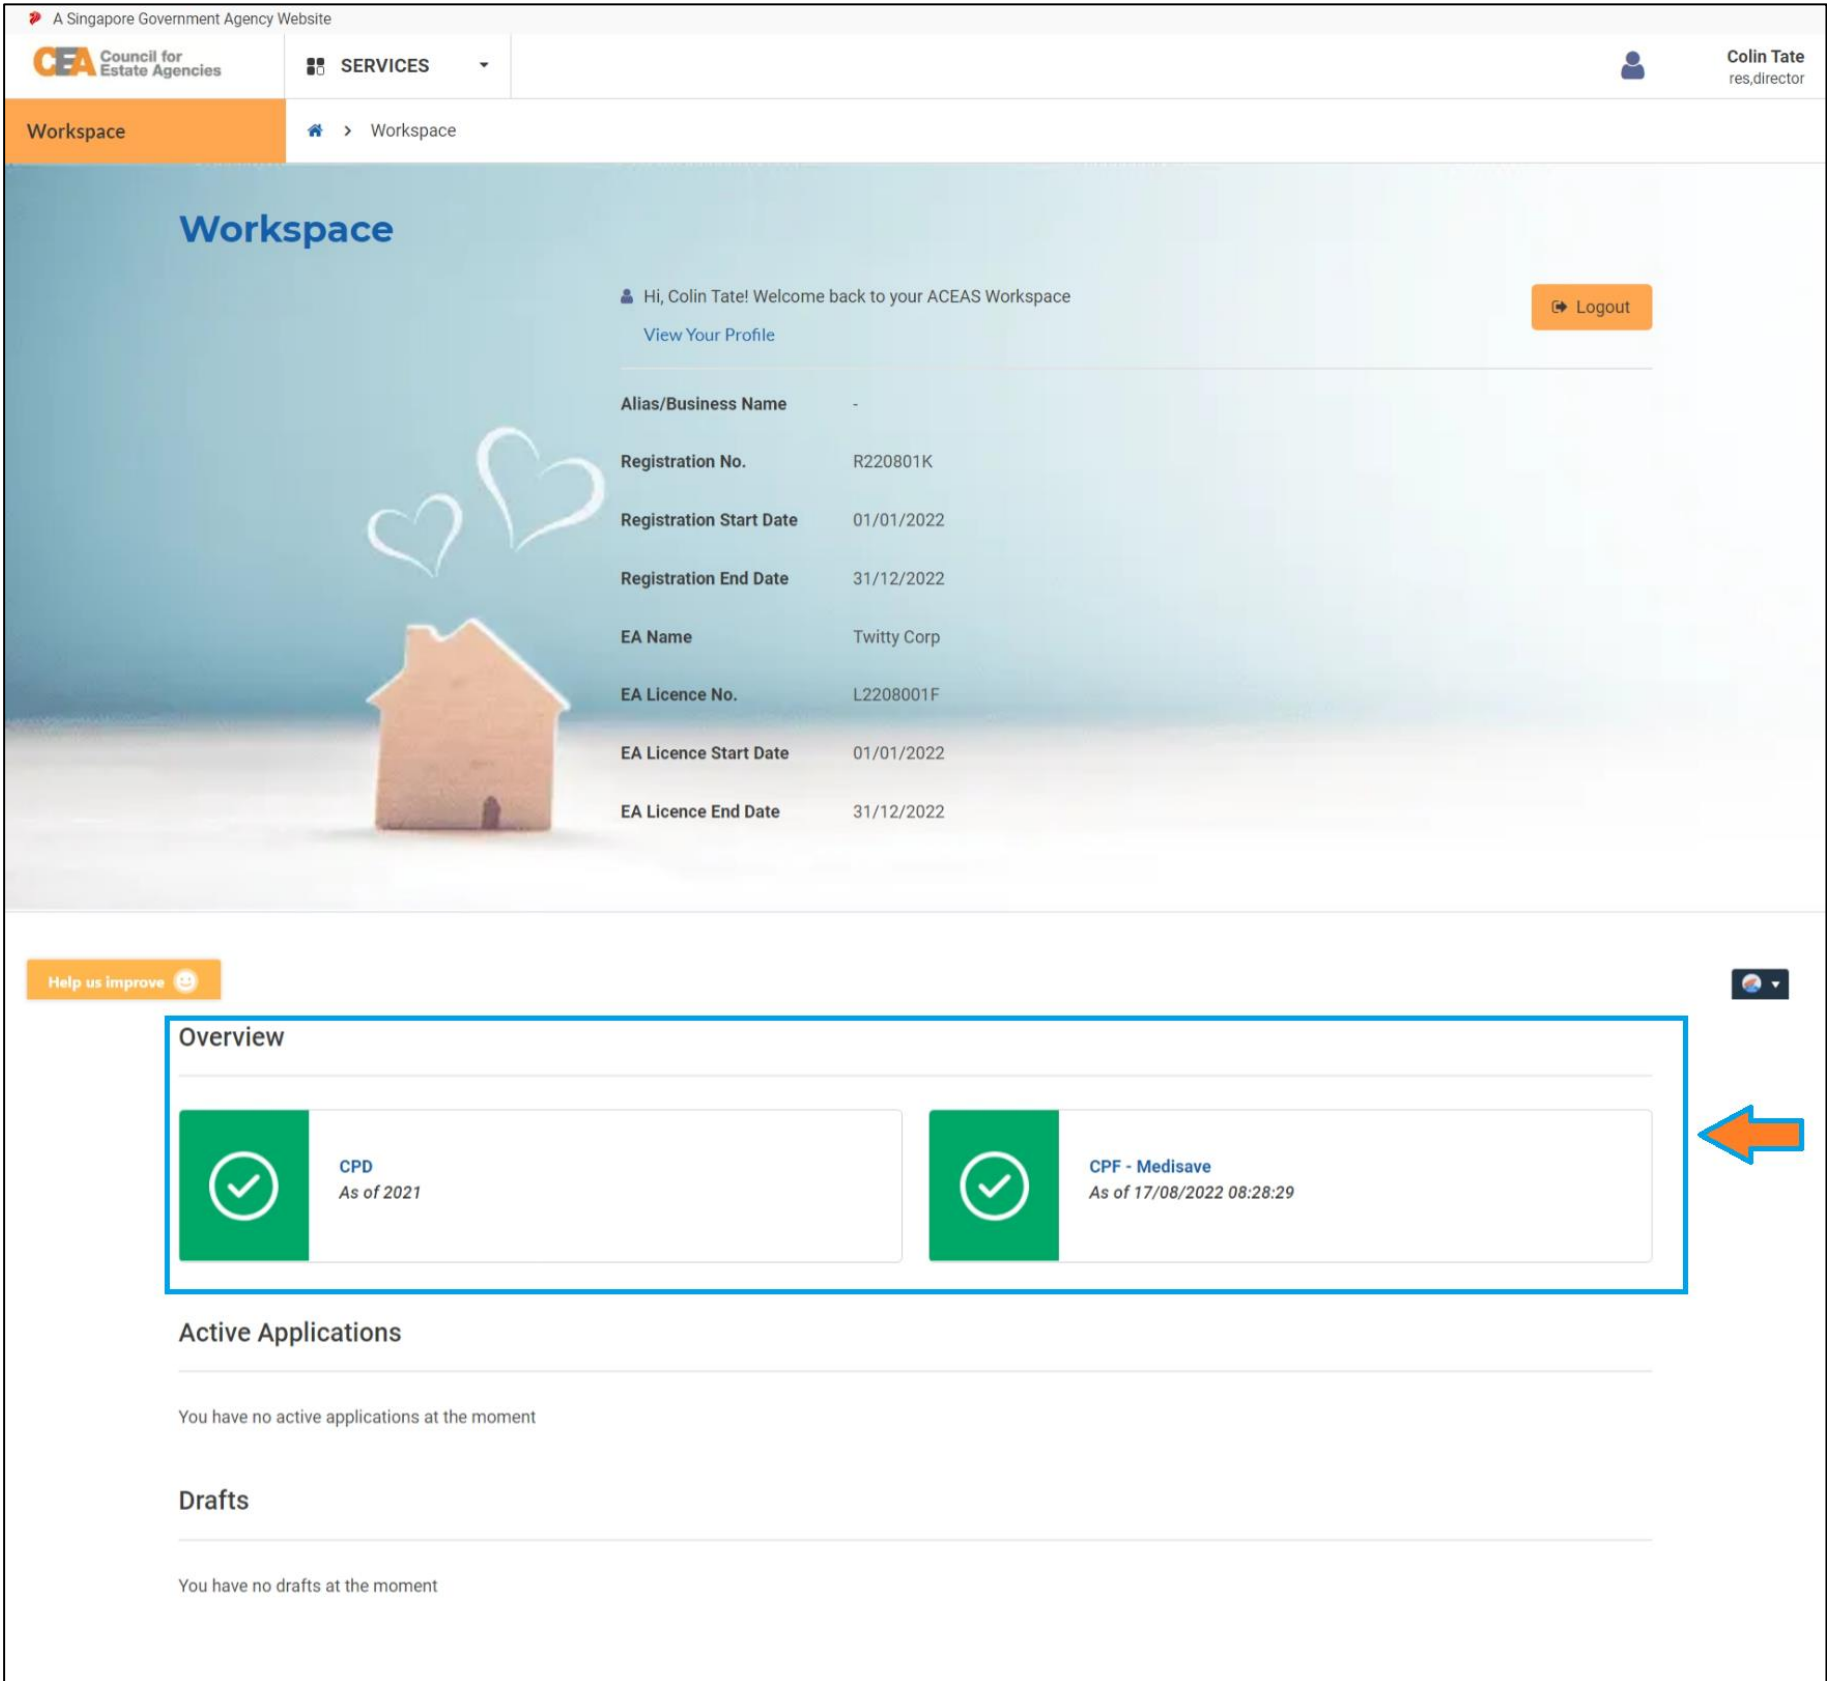 A Singapore Government Agency Website
CEA Council for
Estate Agencies
SERVICES
Colin Tate
res,director
Workspace
> Workspace
Workspace
Hi, Colin Tate! Welcome back to your ACEAS Workspace
Logout
View Your Profile
Alias/Business Name -
Registration No. R220801K
Registration Start Date 01/01/2022
Registration End Date 31/12/2022
EA Name Twitty Corp
EA Licence No. L2208001F
EA Licence Start Date 01/01/2022
EA Licence End Date 31/12/2022
Help us improve
Overview
CPD
As of 2021
CPF - Medisave
As of 17/08/2022 08:28:29
Active Applications
You have no active applications at the moment
Drafts
You have no drafts at the moment